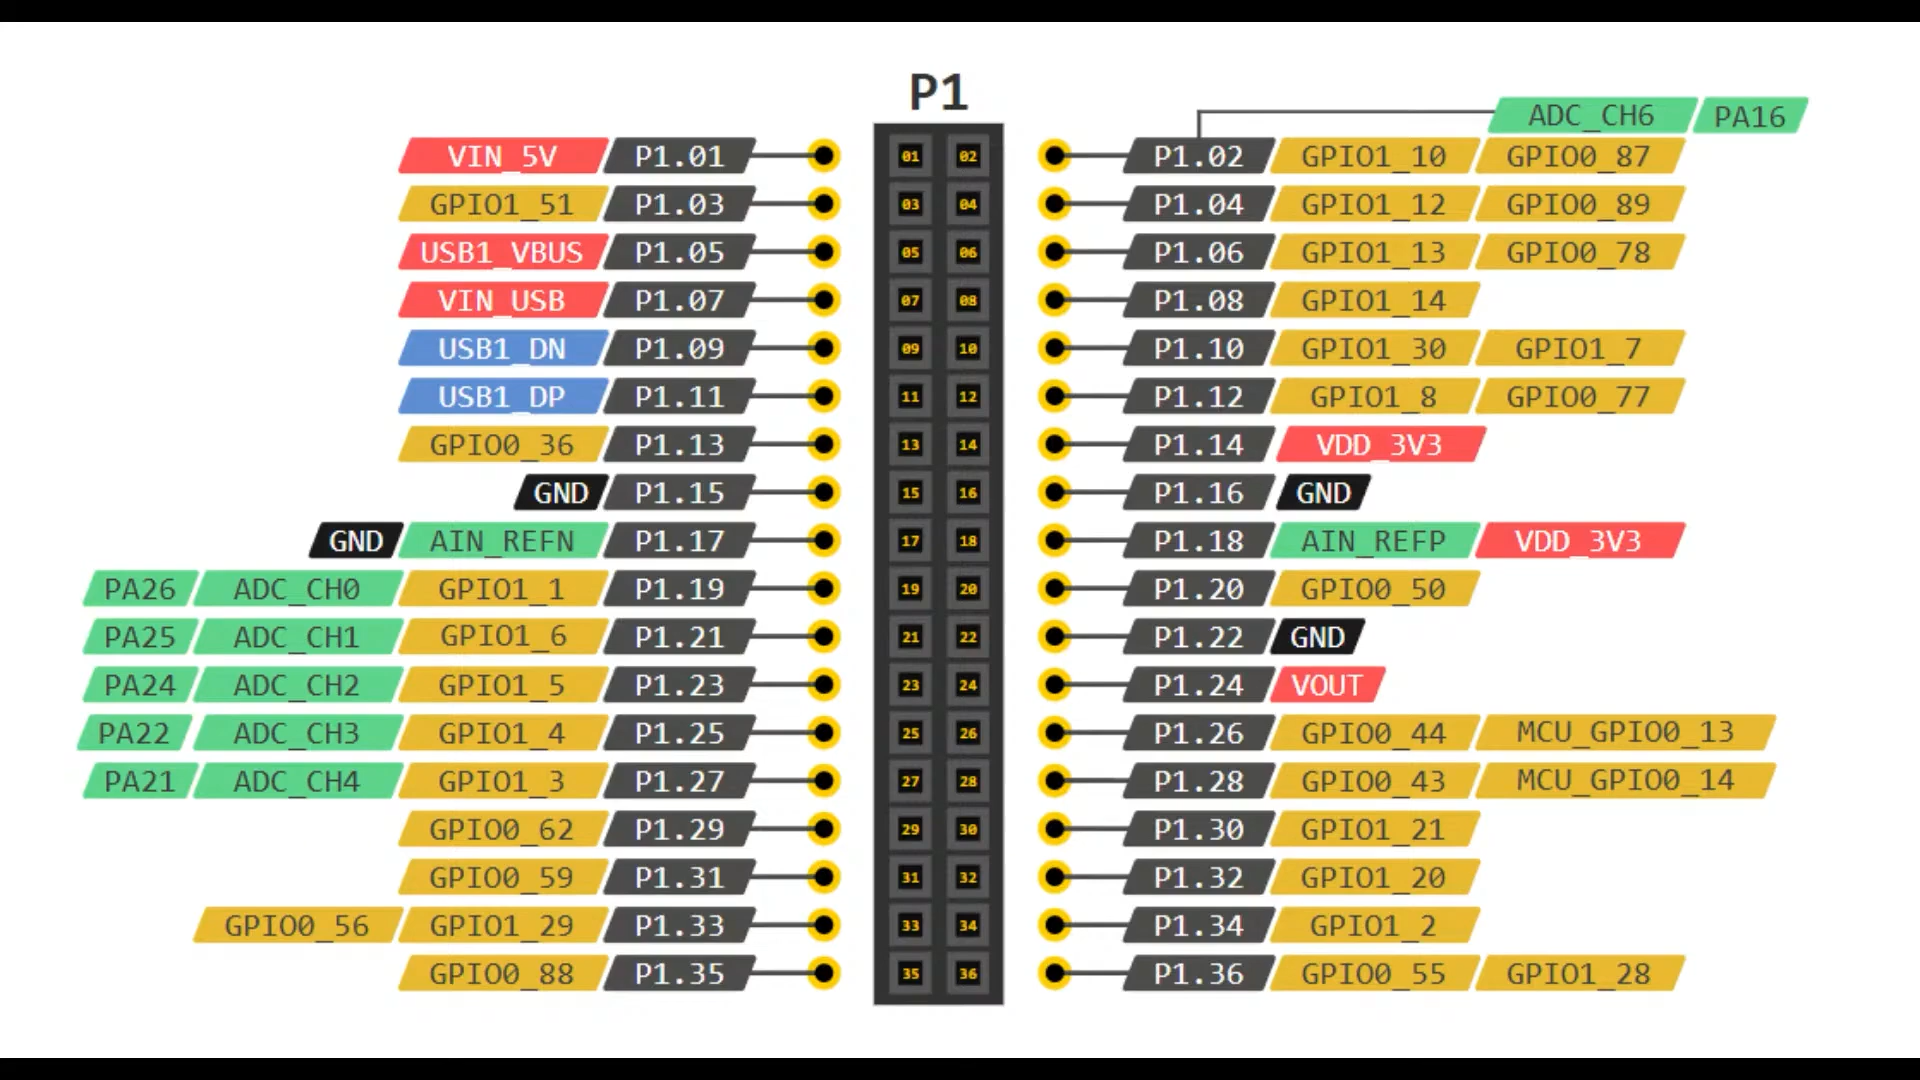 P1
ADC_CH6 PA16
VIN_5V P1.01 01 02 P1.02 GPIO1_10 GPIO0_87
GPIO1_51 P1.03 03 04 P1.04 GPIO1_12 GPIO0_89
USB1_VBUS P1.05 05 06 P1.06 GPIO1_13 GPIO0_78
VIN_USB P1.07 07 08 P1.08 GPIO1_14
USB1_DN P1.09 09 10 P1.10 GPIO1_30 GPIO1_7
USB1_DP P1.11 11 12 P1.12 GPIO1_8 GPIO0_77
GPIO0_36 P1.13 13 14 P1.14 VDD_3V3
GND P1.15 15 16 P1.16 GND
GND AIN_REFN P1.17 17 18 P1.18 AIN_REFP VDD_3V3
PA26 ADC_CH0 GPIO1_1 P1.19 19 20 P1.20 GPIO0_50
PA25 ADC_CH1 GPIO1_6 P1.21 21 22 P1.22 GND
PA24 ADC_CH2 GPIO1_5 P1.23 23 24 P1.24 VOUT
PA22 ADC_CH3 GPIO1_4 P1.25 25 26 P1.26 GPIO0_44 MCU_GPIO0_13
PA21 ADC_CH4 GPIO1_3 P1.27 27 28 P1.28 GPIO0_43 MCU_GPIO0_14
GPIO0_62 P1.29 29 30 P1.30 GPIO1_21
GPIO0_59 P1.31 31 32 P1.32 GPIO1_20
GPIO0_56 GPIO1_29 P1.33 33 34 P1.34 GPIO1_2
GPIO0_88 P1.35 35 36 P1.36 GPIO0_55 GPIO1_28